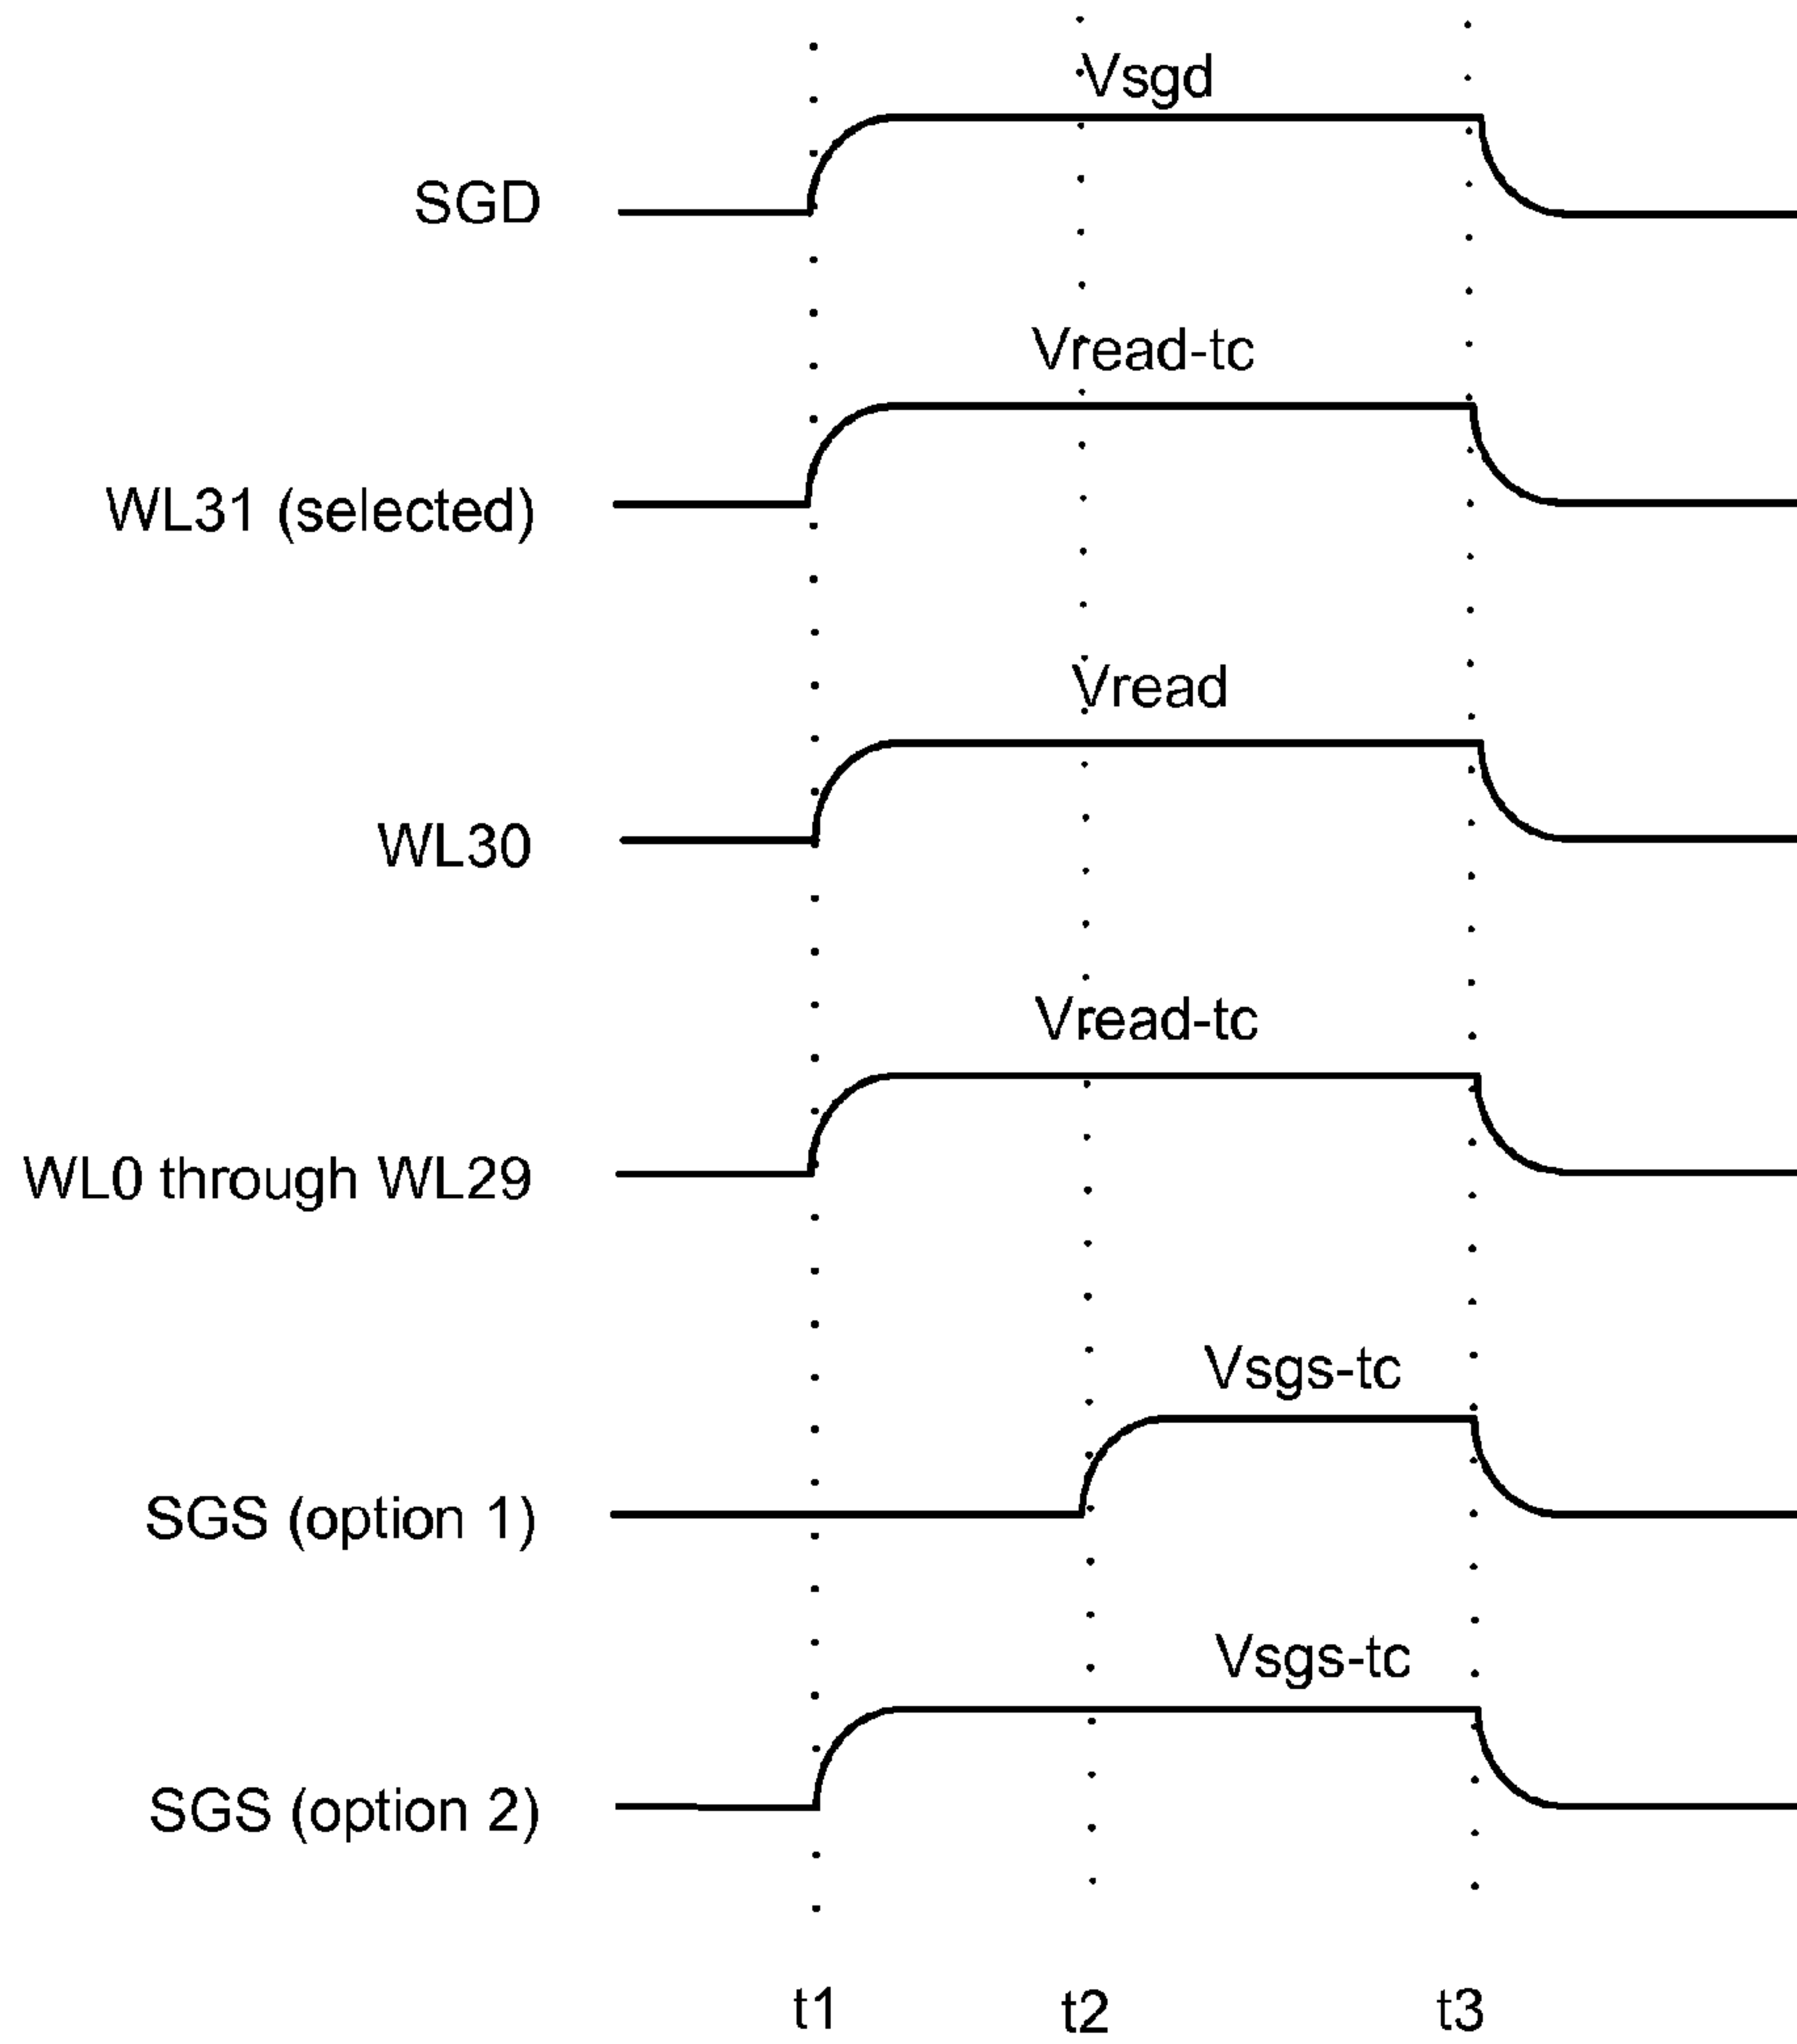 Vsgd
SGD
Vread-tc
WL31 (selected)
Vread
WL30
Vread-tc
WL0 through WL29
Vsgs-tc
SGS (option 1)
Vsgs-tc
SGS (option 2)
t1 t2 t3